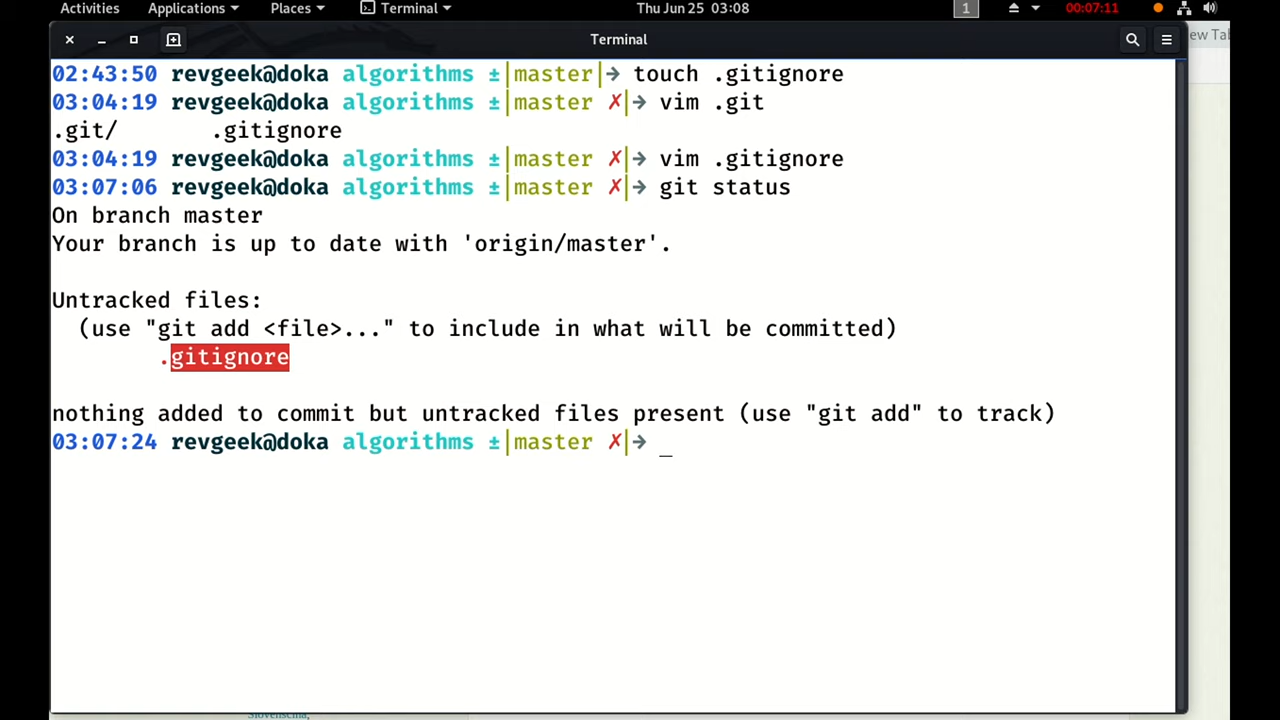 Activities Applications Places Terminal Thu Jun 25 03:08 1 00:07:11
Terminal
ew Tab
02:43:50 revgeek@doka algorithms ±|master|→ touch .gitignore
03:04:19 revgeek@doka algorithms ±|master ✗|→ vim .git
.git/ .gitignore
03:04:19 revgeek@doka algorithms ±|master ✗|→ vim .gitignore
03:07:06 revgeek@doka algorithms ±|master ✗|→ git status
On branch master
Your branch is up to date with 'origin/master'.
Untracked files:
(use "git add <file>..." to include in what will be committed)
.gitignore
nothing added to commit but untracked files present (use "git add" to track)
03:07:24 revgeek@doka algorithms ±|master ✗|→ _